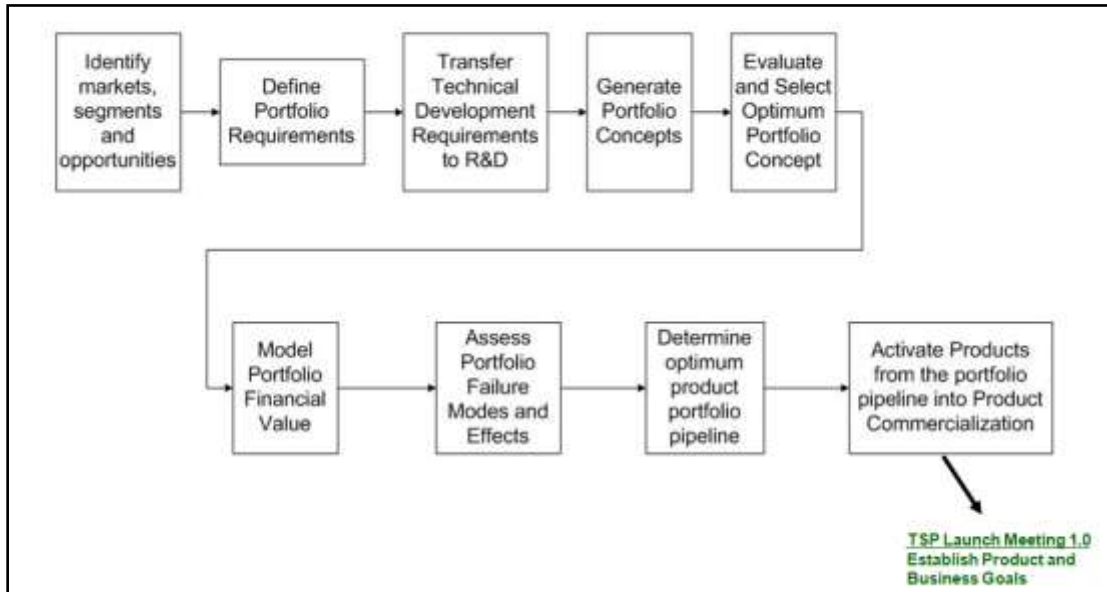 Identify
markets,
segments
and
opportunities
Define
Portfolio
Requirements
Transfer
Technical
Development
Requirements
to R&D
Generate
Portfolio
Concepts
Evaluate
and Select
Optimum
Portfolio
Concept
Model
Portfolio
Financial
Value
Assess
Portfolio
Failure
Modes and
Effects
Determine
optimum
product
portfolio
pipeline
Activate Products
from the portfolio
pipeline into Product
Commercialization
TSP Launch Meeting 1.0
Establish Product and
Business Goals